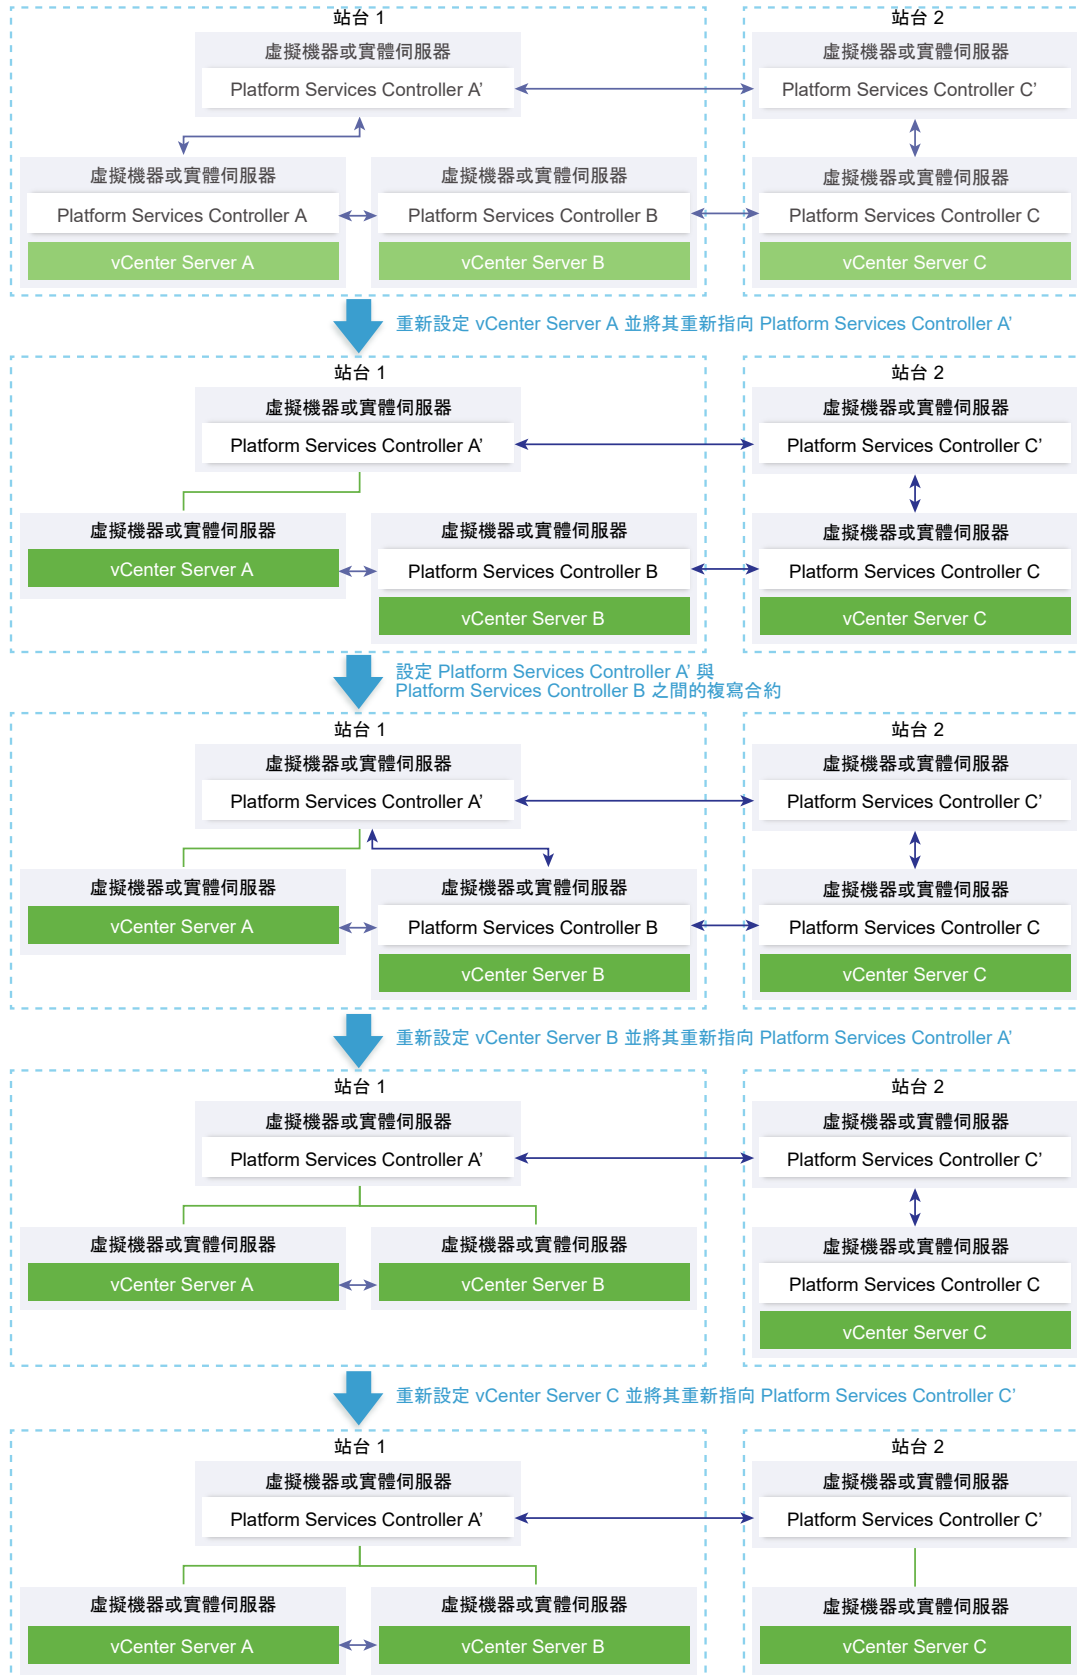 站台 1
站台 2
虛擬機器或實體伺服器
虛擬機器或實體伺服器
Platform Services Controller A’
Platform Services Controller C’
虛擬機器或實體伺服器
虛擬機器或實體伺服器
虛擬機器或實體伺服器
Platform Services Controller A
Platform Services Controller B
Platform Services Controller C
vCenter Server A
vCenter Server B
vCenter Server C
重新設定 vCenter Server A 並將其重新指向 Platform Services Controller A’
站台 1
站台 2
虛擬機器或實體伺服器
虛擬機器或實體伺服器
Platform Services Controller A’
Platform Services Controller C’
虛擬機器或實體伺服器
虛擬機器或實體伺服器
虛擬機器或實體伺服器
vCenter Server A
Platform Services Controller B
Platform Services Controller C
vCenter Server B
vCenter Server C
設定 Platform Services Controller A’ 與
Platform Services Controller B 之間的複寫合約
站台 1
站台 2
虛擬機器或實體伺服器
虛擬機器或實體伺服器
Platform Services Controller A’
Platform Services Controller C’
虛擬機器或實體伺服器
虛擬機器或實體伺服器
虛擬機器或實體伺服器
vCenter Server A
Platform Services Controller B
Platform Services Controller C
vCenter Server B
vCenter Server C
重新設定 vCenter Server B 並將其重新指向 Platform Services Controller A’
站台 1
站台 2
虛擬機器或實體伺服器
虛擬機器或實體伺服器
Platform Services Controller A’
Platform Services Controller C’
虛擬機器或實體伺服器
虛擬機器或實體伺服器
虛擬機器或實體伺服器
vCenter Server A
vCenter Server B
Platform Services Controller C
vCenter Server C
重新設定 vCenter Server C 並將其重新指向 Platform Services Controller C’
站台 1
站台 2
虛擬機器或實體伺服器
虛擬機器或實體伺服器
Platform Services Controller A’
Platform Services Controller C’
虛擬機器或實體伺服器
虛擬機器或實體伺服器
虛擬機器或實體伺服器
vCenter Server A
vCenter Server B
vCenter Server C